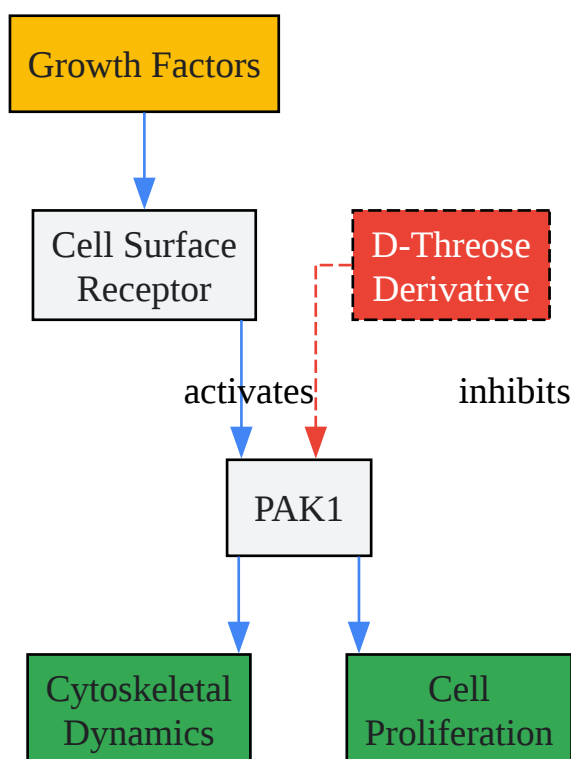 Growth Factors
Cell Surface
Receptor
D-Threose
Derivative
activates
inhibits
PAK1
Cytoskeletal
Dynamics
Cell
Proliferation